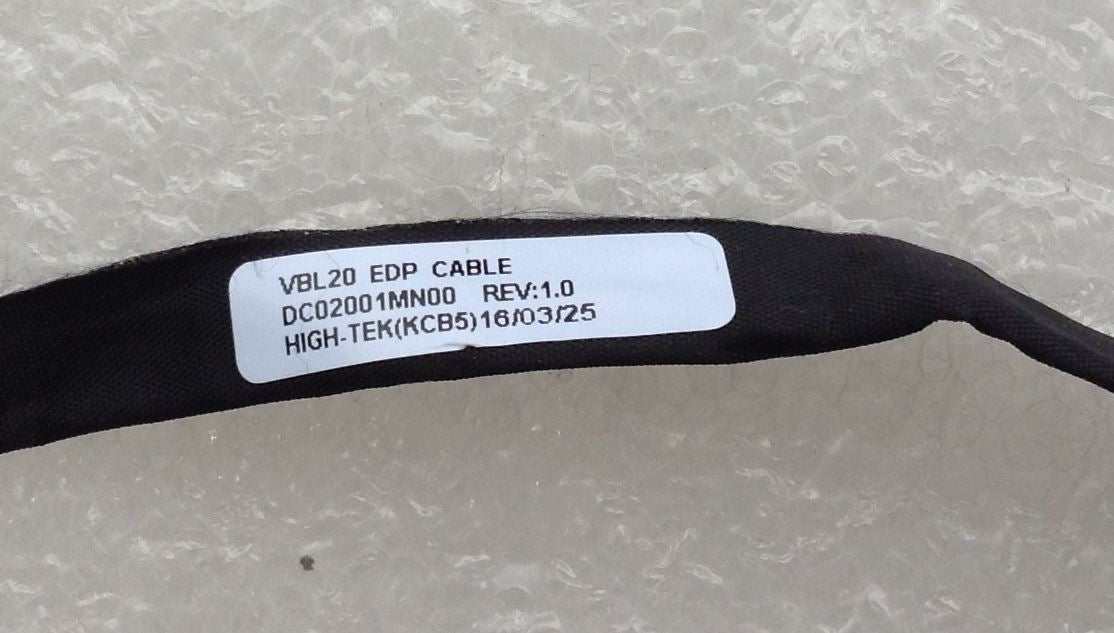 VBL20 EDP CABLE
DC02001MN00 REV:1.0
HIGH-TEK(KCB5)16/03/25